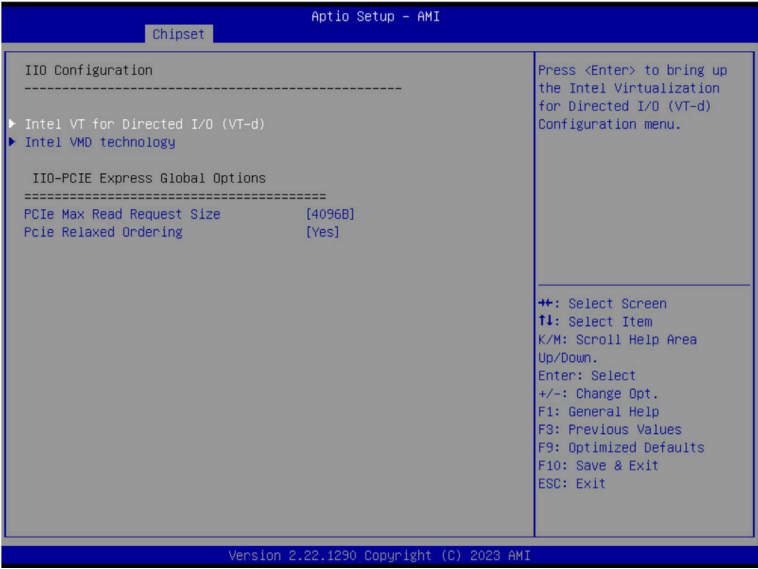 Aptio Setup – AMI
Chipset
IIO Configuration
--------------------------------------------------
Intel VT for Directed I/O (VT-d)
Intel VMD technology
IIO-PCIE Express Global Options
========================================
PCIe Max Read Request Size [4096B]
Pcie Relaxed Ordering [Yes]
Press <Enter> to bring up
the Intel Virtualization
for Directed I/O (VT-d)
Configuration menu.
→←: Select Screen
↑↓: Select Item
K/M: Scroll Help Area
Up/Down.
Enter: Select
+/-: Change Opt.
F1: General Help
F3: Previous Values
F9: Optimized Defaults
F10: Save & Exit
ESC: Exit
Version 2.22.1290 Copyright (C) 2023 AMI